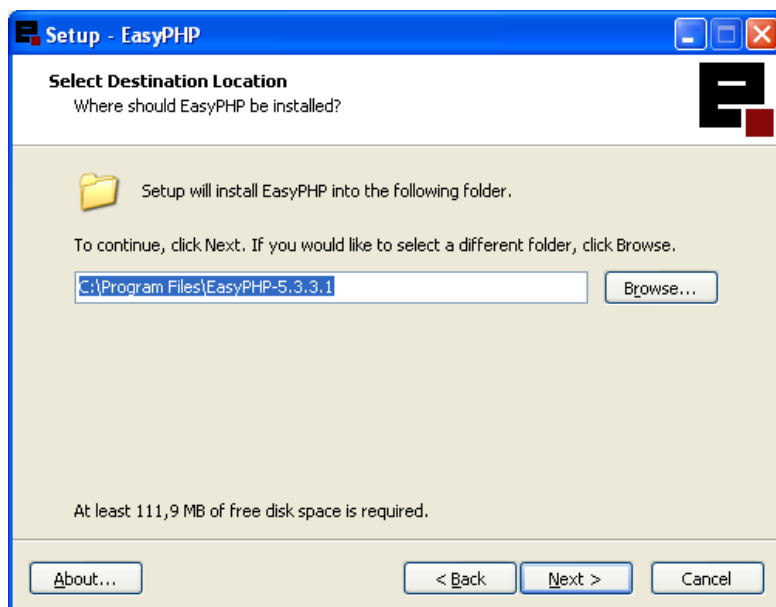 Setup - EasyPHP
Select Destination Location
Where should EasyPHP be installed?
Setup will install EasyPHP into the following folder.
To continue, click Next. If you would like to select a different folder, click Browse.
C:\Program Files\EasyPHP-5.3.3.1
Browse...
At least 111,9 MB of free disk space is required.
About...
< Back
Next >
Cancel